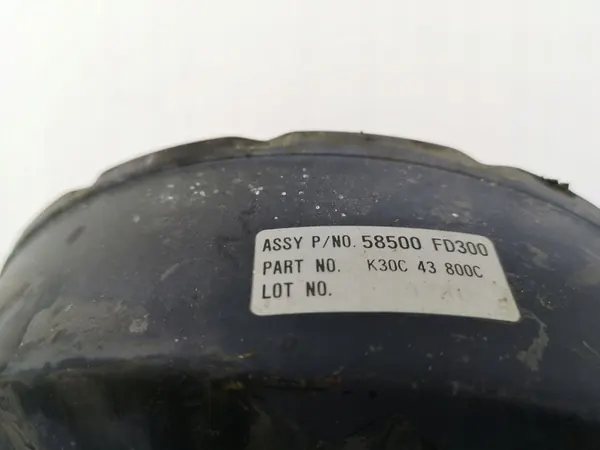 ASSY P/NO. 58500 FD300
PART NO. K30C 43 800C
LOT NO.